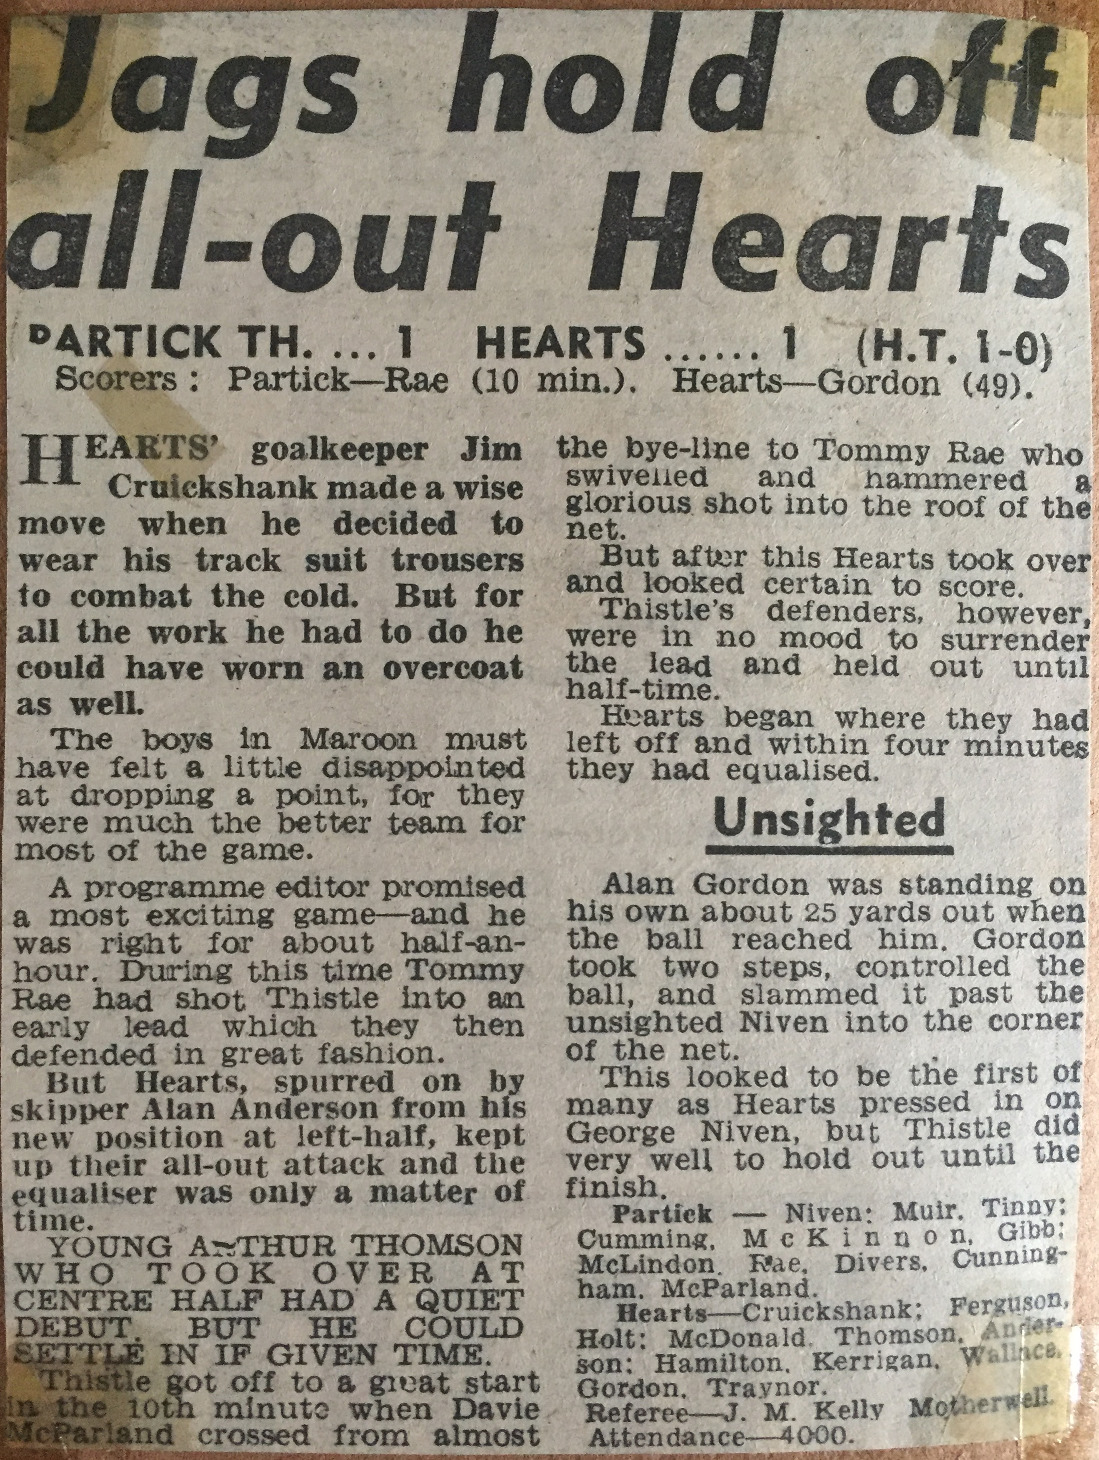 Jags hold off
all-out Hearts
PARTICK TH. ... 1 HEARTS ...... 1 (H.T. 1-0)
Scorers : Partick—Rae (10 min.). Hearts—Gordon (49).
HEARTS' goalkeeper Jim
Cruickshank made a wise
move when he decided to
wear his track suit trousers
to combat the cold. But for
all the work he had to do he
could have worn an overcoat
as well.
The boys in Maroon must
have felt a little disappointed
at dropping a point, for they
were much the better team for
most of the game.
A programme editor promised
a most exciting game—and he
was right for about half-an-
hour. During this time Tommy
Rae had shot Thistle into an
early lead which they then
defended in great fashion.
But Hearts, spurred on by
skipper Alan Anderson from his
new position at left-half, kept
up their all-out attack and the
equaliser was only a matter of
time.
YOUNG ARTHUR THOMSON
WHO TOOK OVER AT
CENTRE HALF HAD A QUIET
DEBUT. BUT HE COULD
SETTLE IN IF GIVEN TIME.
Thistle got off to a great start
in the 10th minute when Davie
McParland crossed from almost
the bye-line to Tommy Rae who
swivelled and hammered a
glorious shot into the roof of the
net.
But after this Hearts took over
and looked certain to score.
Thistle's defenders, however,
were in no mood to surrender
the lead and held out until
half-time.
Hearts began where they had
left off and within four minutes
they had equalised.
Unsighted
Alan Gordon was standing on
his own about 25 yards out when
the ball reached him. Gordon
took two steps, controlled the
ball, and slammed it past the
unsighted Niven into the corner
of the net.
This looked to be the first of
many as Hearts pressed in on
George Niven, but Thistle did
very well to hold out until the
finish.
Partick — Niven; Muir, Tinny;
Cumming, McKinnon, Gibb;
McLindon, Rae, Divers, Cunning-
ham, McParland.
Hearts—Cruickshank; Ferguson,
Holt; McDonald, Thomson, Ander-
son; Hamilton, Kerrigan, Wallace,
Gordon, Traynor.
Referee—J. M. Kelly Motherwell.
Attendance—4000.